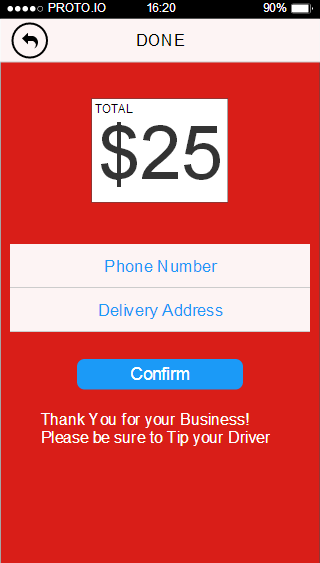 PROTO.IO 16:20 90%
DONE
TOTAL
$25
Phone Number
Delivery Address
Confirm
Thank You for your Business!
Please be sure to Tip your Driver